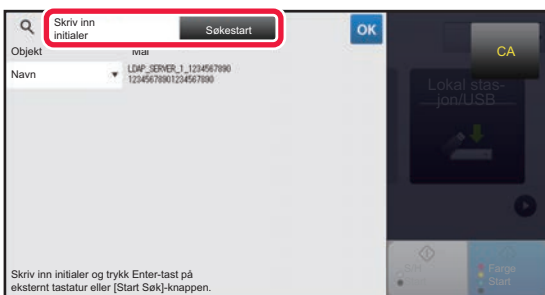 Skriv inn
initialer
Søkestart
OK
CA
Objekt
Mål
Navn
LDAP_SERVER_1_1234567890
12345678901234567890
Lokal stas-
jon/USB
Skriv inn initialer og trykk Enter-tast på
eksternt tastatur eller [Start Søk]-knappen.
Farge
Start